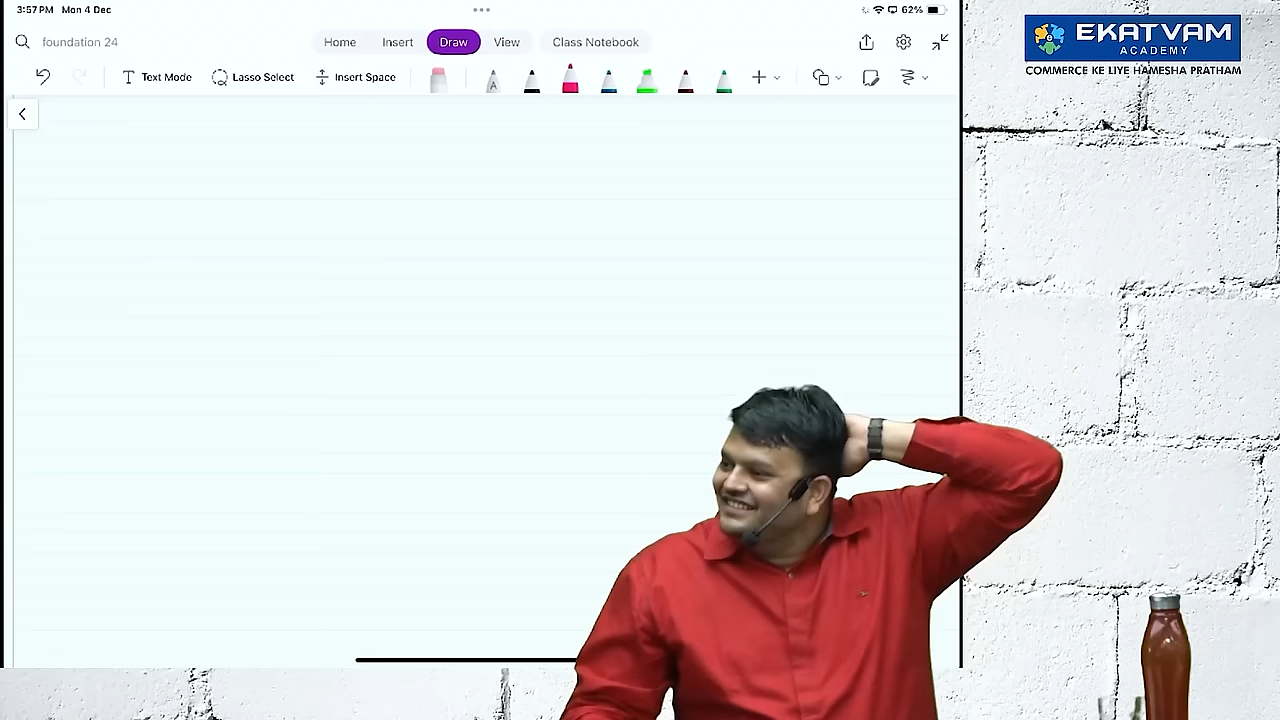 3:57 PM Mon 4 Dec
62%
foundation 24
Home Insert Draw View Class Notebook
Text Mode Lasso Select Insert Space
A
EKATVAM
ACADEMY
COMMERCE KE LIYE HAMESHA PRATHAM